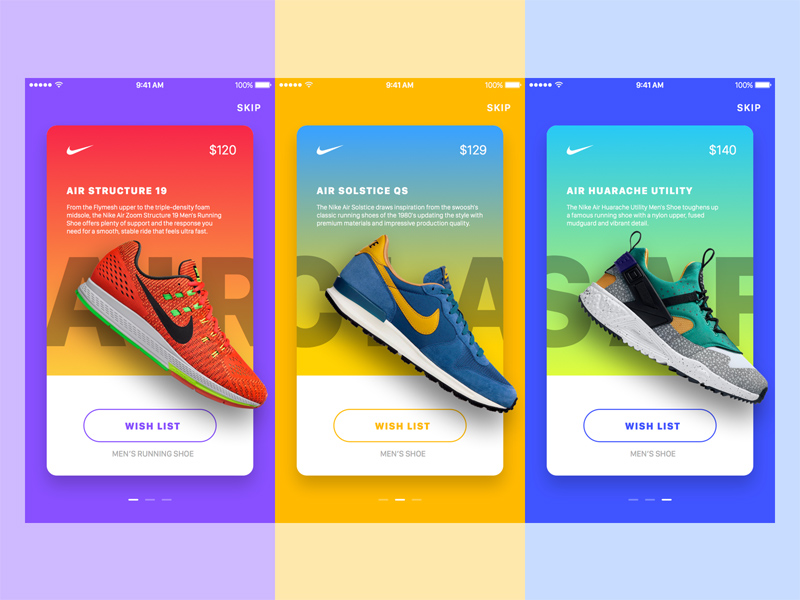 9:41 AM
100%
SKIP
$120
AIR STRUCTURE 19
From the Flymesh upper to the triple-density foam
midsole, the Nike Air Zoom Structure 19 Men's Running
Shoe offers plenty of support and the response you
need for a smooth, stable ride that feels ultra fast.
AIR
WISH LIST
MEN'S RUNNING SHOE
9:41 AM
100%
SKIP
$129
AIR SOLSTICE QS
The Nike Air Solstice draws inspiration from the swoosh's
classic running shoes of the 1980's updating the style with
premium materials and impressive production quality.
WISH LIST
MEN'S SHOE
9:41 AM
100%
SKIP
$140
AIR HUARACHE UTILITY
The Nike Air Huarache Utility Men's Shoe toughens up
a famous running shoe with a nylon upper, fused
mudguard and vibrant detail.
WISH LIST
MEN'S SHOE